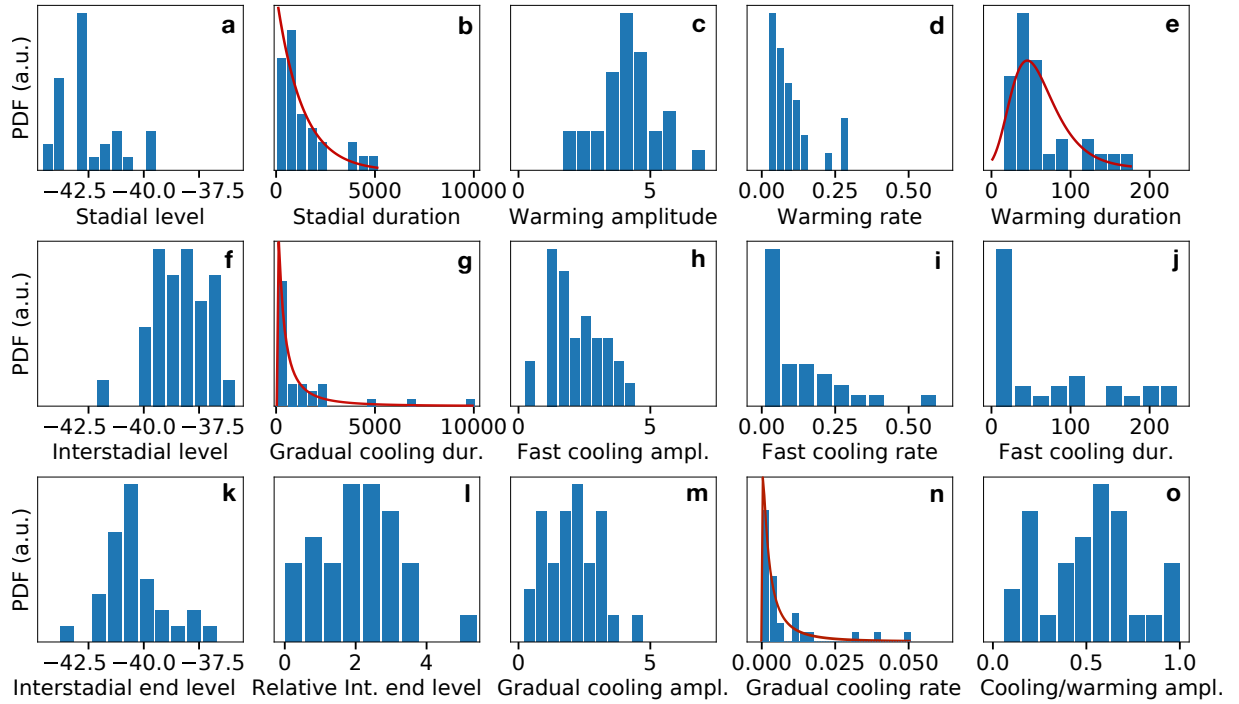 a b c d e
PDF (a.u.)
−42.5 −40.0 −37.5 0 5000 10000 0 5 0.00 0.25 0.50 0 100 200
Stadial level Stadial duration Warming amplitude Warming rate Warming duration
f g h i j
PDF (a.u.)
−42.5 −40.0 −37.5 0 5000 10000 0 5 0.00 0.25 0.50 0 100 200
Interstadial level Gradual cooling dur. Fast cooling ampl. Fast cooling rate Fast cooling dur.
k l m n o
PDF (a.u.)
−42.5 −40.0 −37.5 0 2 4 0 5 0.000 0.025 0.050 0.0 0.5 1.0
Interstadial end level Relative Int. end level Gradual cooling ampl. Gradual cooling rate Cooling/warming ampl.